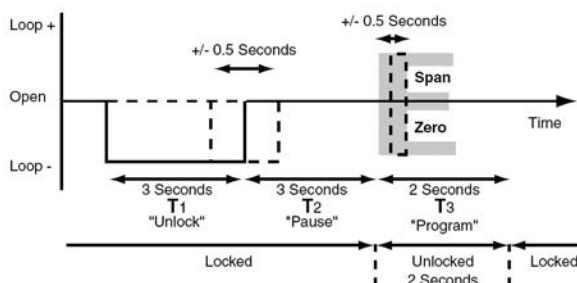 Loop +
+/- 0.5 Seconds
+/- 0.5 Seconds
Span
Open
Zero
Time
Loop -
3 Seconds
T1
"Unlock"
3 Seconds
T2
"Pause"
2 Seconds
T3
"Program"
Locked
Unlocked
2 Seconds
Locked